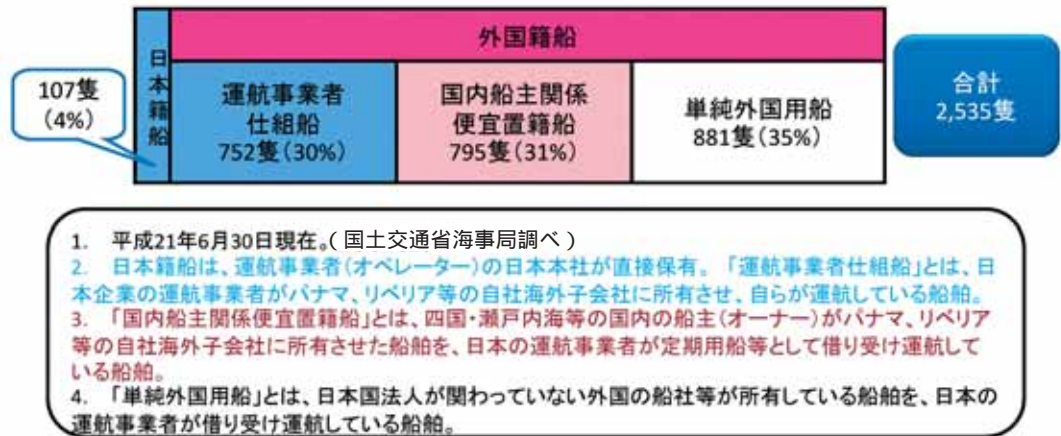 外国籍船
日本籍船
107隻
(4%)
運航事業者
仕組船
752隻(30%)
国内船主関係
便宜置籍船
795隻(31%)
単純外国用船
881隻(35%)
合計
2,535隻
1. 平成21年6月30日現在。(国土交通省海事局調べ)
2. 日本籍船は、運航事業者(オペレーター)の日本本社が直接保有。「運航事業者仕組船」とは、日
本企業の運航事業者がパナマ、リベリア等の自社海外子会社に所有させ、自らが運航している船舶。
3. 「国内船主関係便宜置籍船」とは、四国・瀬戸内海等の国内の船主(オーナー)がパナマ、リベリア
等の自社海外子会社に所有させた船舶を、日本の運航事業者が定期用船等として借り受け運航して
いる船舶。
4. 「単純外国用船」とは、日本国法人が関わっていない外国の船社等が所有している船舶を、日本の
運航事業者が借り受け運航している船舶。